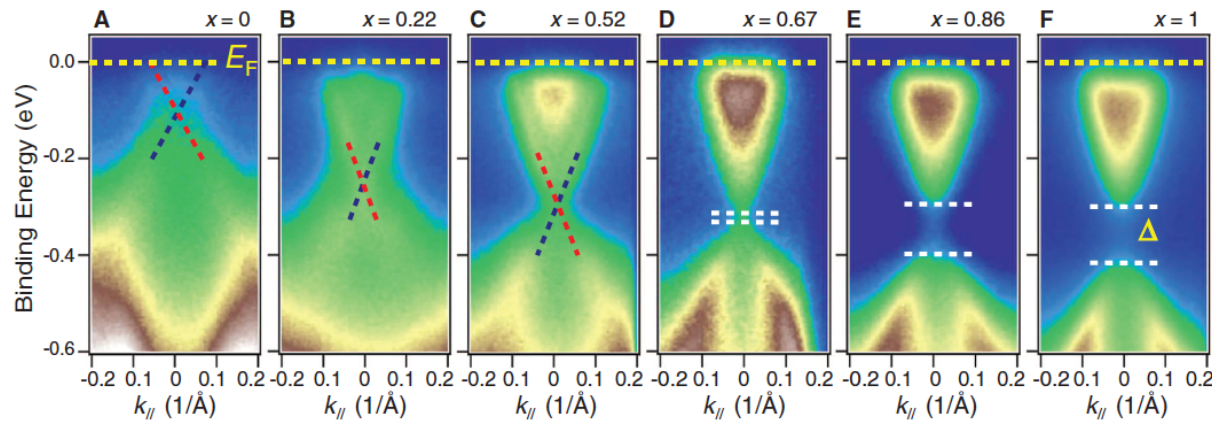 A x = 0
B x = 0.22
C x = 0.52
D x = 0.67
E x = 0.86
F x = 1
Binding Energy (eV)
0.0
-0.2
-0.4
-0.6
E_F
Δ
-0.2 0.1 0 0.1 0.2
-0.2 0.1 0 0.1 0.2
-0.2 0.1 0 0.1 0.2
-0.2 0.1 0 0.1 0.2
-0.2 0.1 0 0.1 0.2
-0.2 0.1 0 0.1 0.2
k// (1/Å)
k// (1/Å)
k// (1/Å)
k// (1/Å)
k// (1/Å)
k// (1/Å)